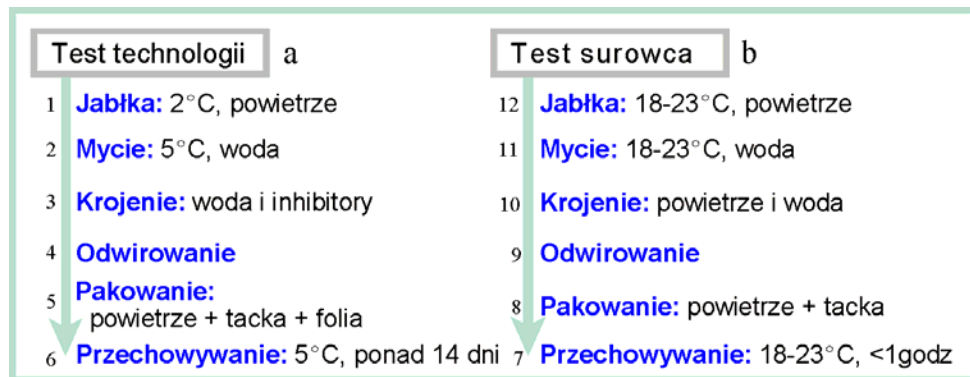 Test technologii a
1 Jabłka: 2°C, powietrze
2 Mycie: 5°C, woda
3 Krojenie: woda i inhibitory
4 Odwirowanie
5 Pakowanie:
powietrze + tacka + folia
6 Przechowywanie: 5°C, ponad 14 dni
Test surowca b
12 Jabłka: 18-23°C, powietrze
11 Mycie: 18-23°C, woda
10 Krojenie: powietrze i woda
9 Odwirowanie
8 Pakowanie: powietrze + tacka
7 Przechowywanie: 18-23°C, <1godz